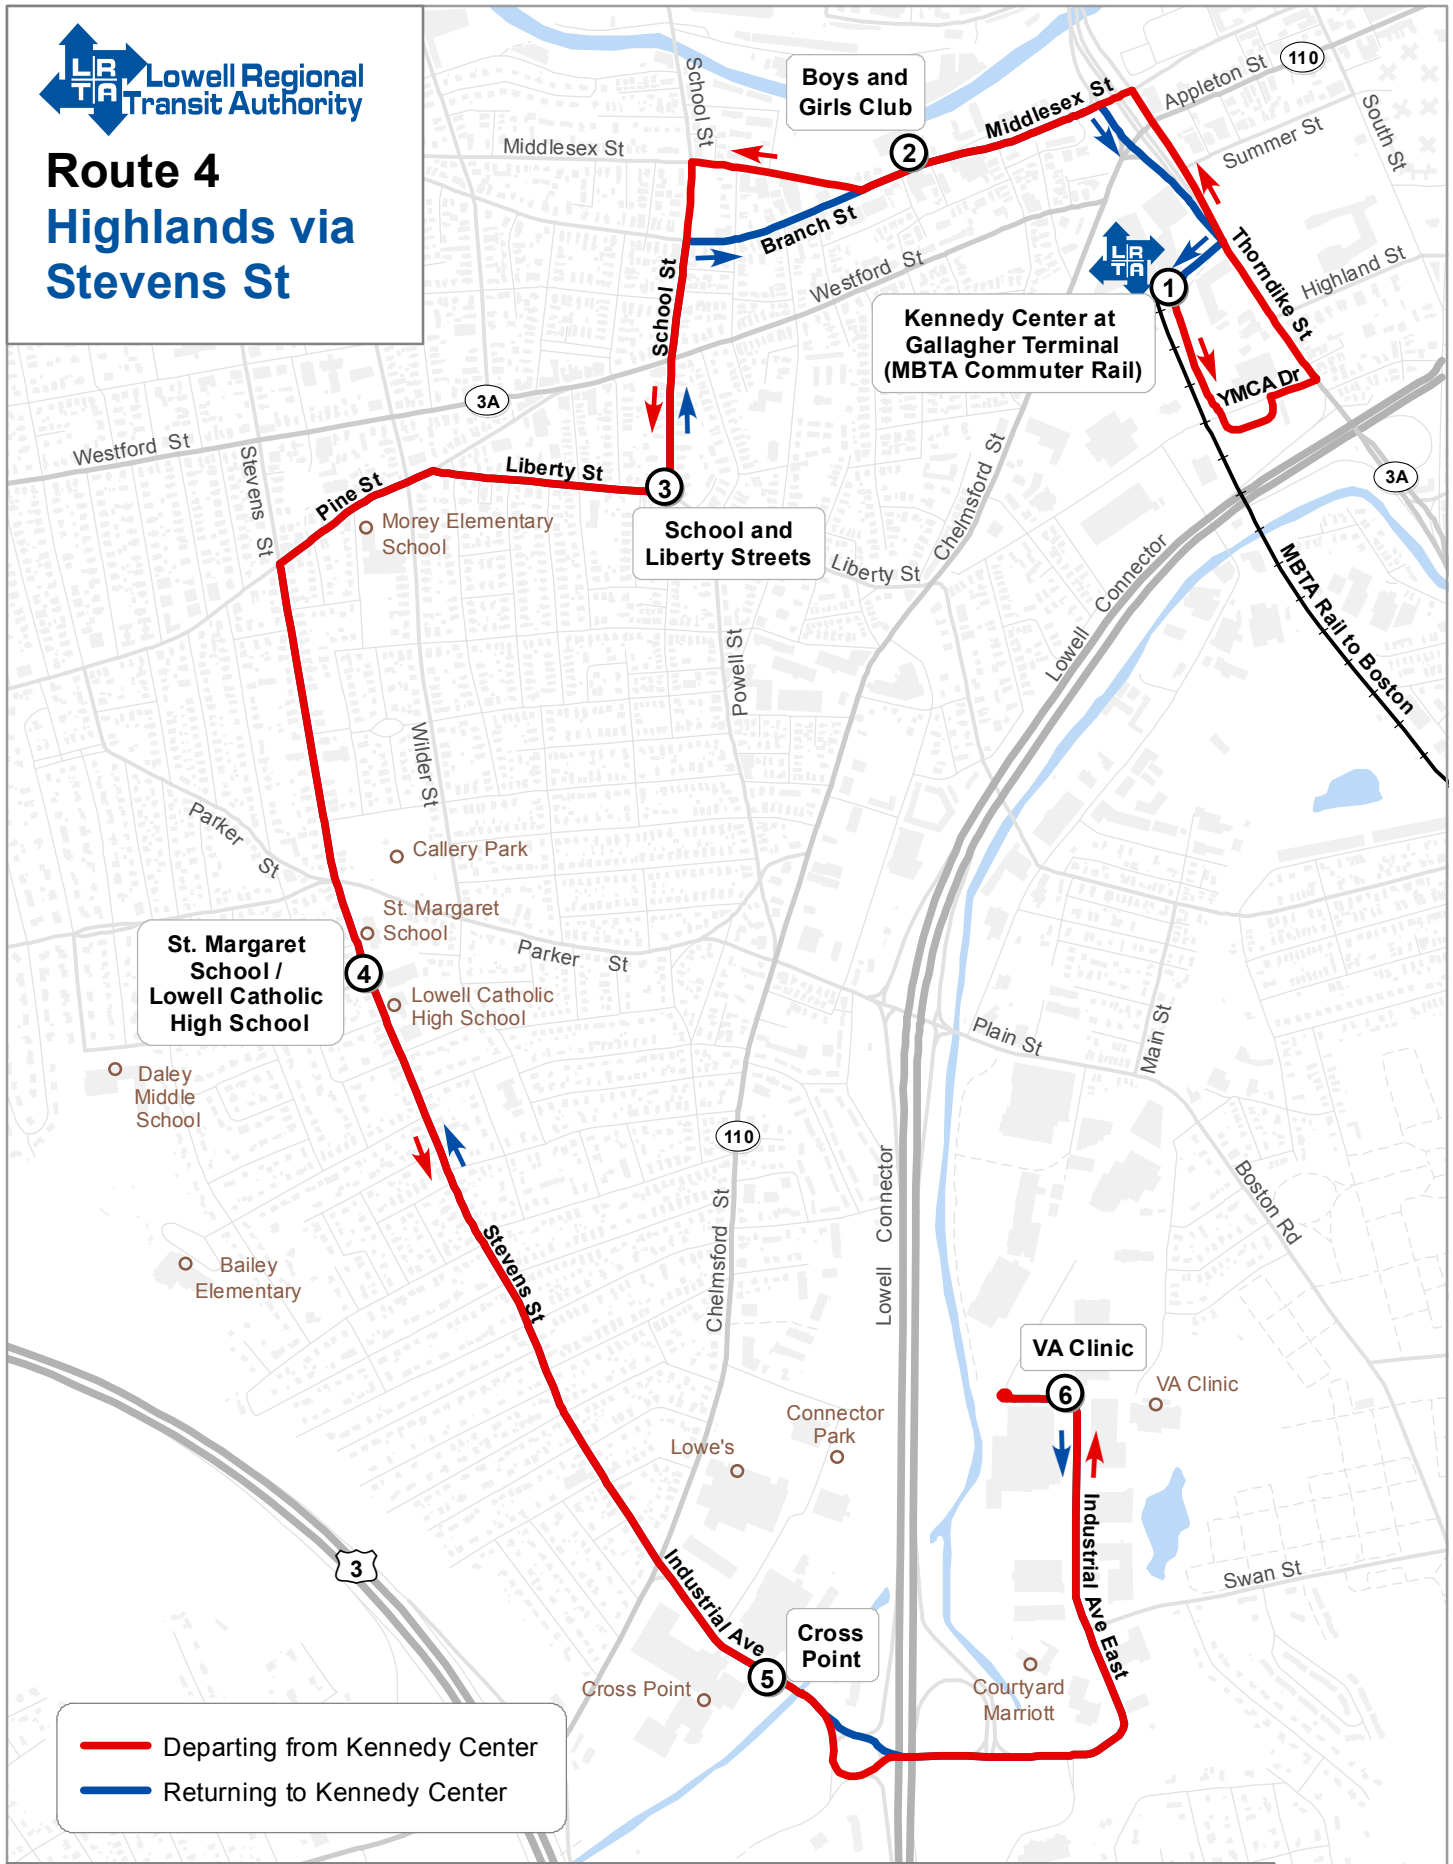 L R
T A
Lowell Regional
Transit Authority
Route 4
Highlands via
Stevens St
School St
Boys and
Girls Club
2
Middlesex St
Middlesex St
Appleton St
110
South St
Summer St
Branch St
Westford St
School St
L R
T A
1
Kennedy Center at
Gallagher Terminal
(MBTA Commuter Rail)
Thorndike St
Highland St
YMCA Dr
3A
Westford St
Stevens St
Pine St
Liberty St
3
School and
Liberty Streets
Morey Elementary
School
Liberty St
Chelmsford St
Lowell Connector
3A
MBTA Rail to Boston
Powell St
Wilder St
Parker St
Callery Park
St. Margaret
School
St. Margaret
School /
Lowell Catholic
High School
4
Lowell Catholic
High School
Parker St
Plain St
Main St
Daley
Middle
School
110
Chelmsford St
Lowell Connector
Boston Rd
Bailey
Elementary
Stevens St
VA Clinic
6
VA Clinic
Connector
Park
Lowe's
3
Industrial Ave
Industrial Ave East
Swan St
Cross
Point
5
Cross Point
Courtyard
Marriott
Departing from Kennedy Center
Returning to Kennedy Center